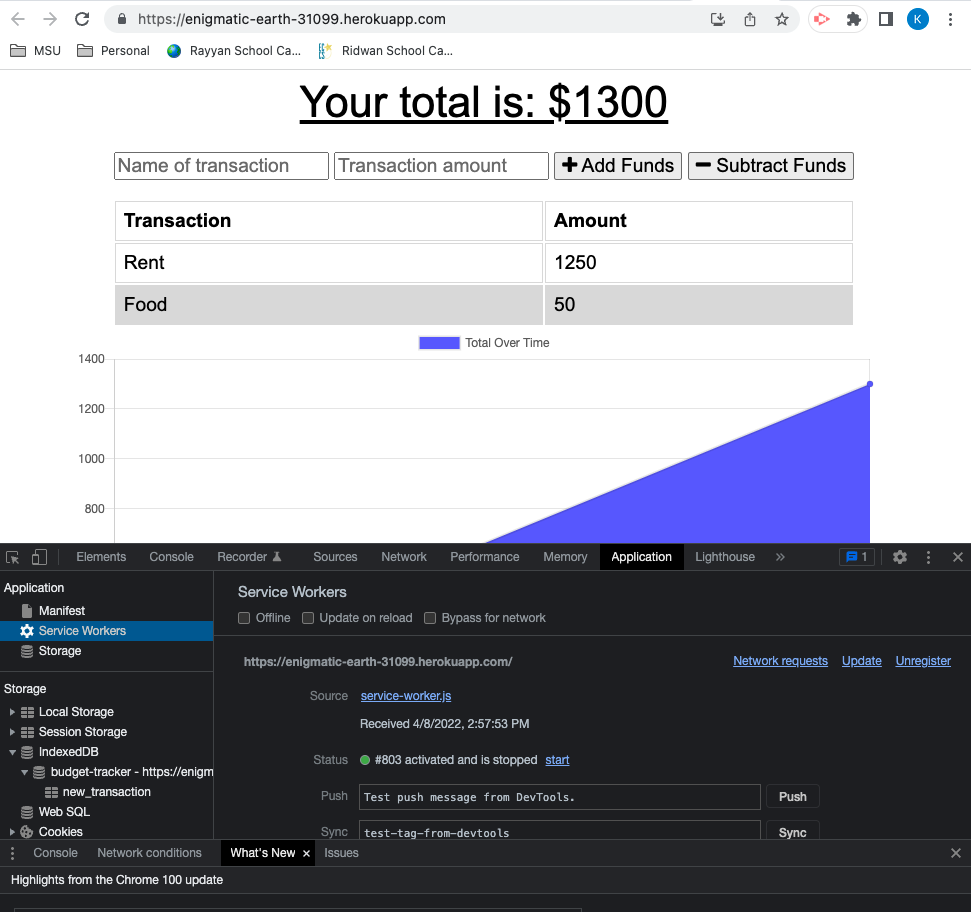 https://enigmatic-earth-31099.herokuapp.com
K
MSU Personal Rayyan School Ca... Ridwan School Ca...
Your total is: $1300
Name of transaction Transaction amount Add Funds Subtract Funds
Transaction Amount
Rent 1250
Food 50
Total Over Time
1400
1200
1000
800
Elements Console Recorder Sources Network Performance Memory Application Lighthouse » 1
Application
Manifest
Service Workers
Storage
Storage
Local Storage
Session Storage
IndexedDB
budget-tracker - https://enigm
new_transaction
Web SQL
Cookies
Service Workers
Offline Update on reload Bypass for network
https://enigmatic-earth-31099.herokuapp.com/ Network requests Update Unregister
Source service-worker.js
Received 4/8/2022, 2:57:53 PM
Status #803 activated and is stopped start
Push Test push message from DevTools. Push
Sync test-tag-from-devtools Sync
Console Network conditions What's New × Issues
Highlights from the Chrome 100 update